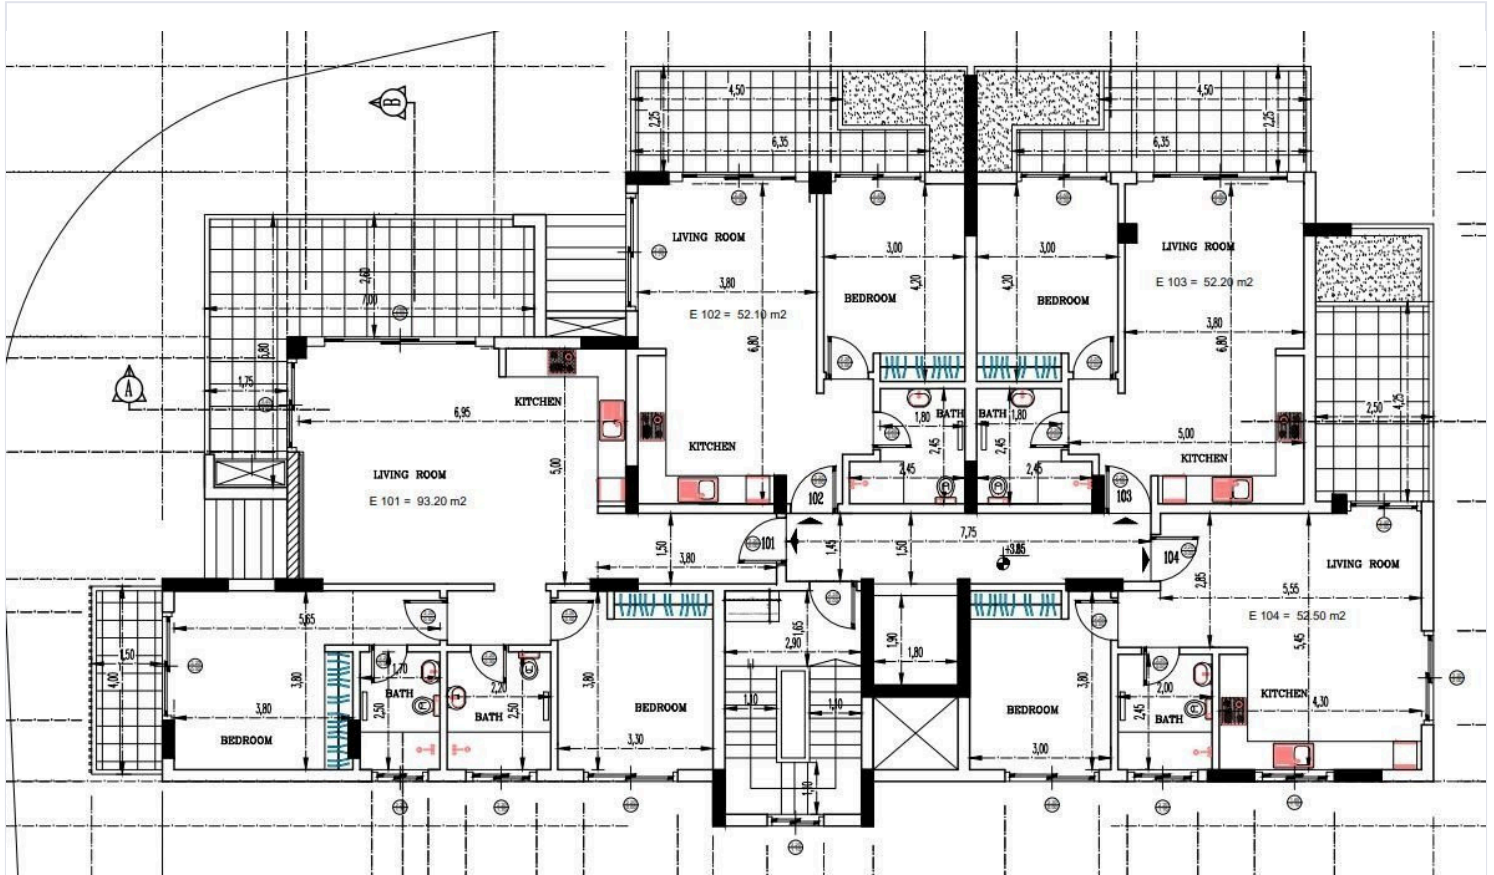 B
4,50
4,50
2,25
6,35
6,35
2,25
2,60
7,00
LIVING ROOM
3,00
3,00
LIVING ROOM
4,20
4,20
3,80
BEDROOM
BEDROOM
E 103 = 52.20 m2
E 102 = 52.10 m2
3,80
6,80
6,80
A
1,75
KITCHEN
6,95
1,80
BATH
BATH
1,80
2,50
4,25
5,00
KITCHEN
2,45
2,45
KITCHEN
5,00
LIVING ROOM
2,45
2,45
E 101 = 93.20 m2
102
103
7,75
101
1,50
1,45
1,50
3,80
+3.85
104
2,85
LIVING ROOM
5,55
E 104 = 52.50 m2
5,65
1,65
2,90
1,90
1,80
5,45
1,50
4,00
3,80
1,70
BATH
2,20
2,50
2,50
BATH
3,80
BEDROOM
1,10
1,10
3,80
BEDROOM
2,00
BATH
2,45
KITCHEN
4,30
3,80
BEDROOM
3,30
3,00
1,10